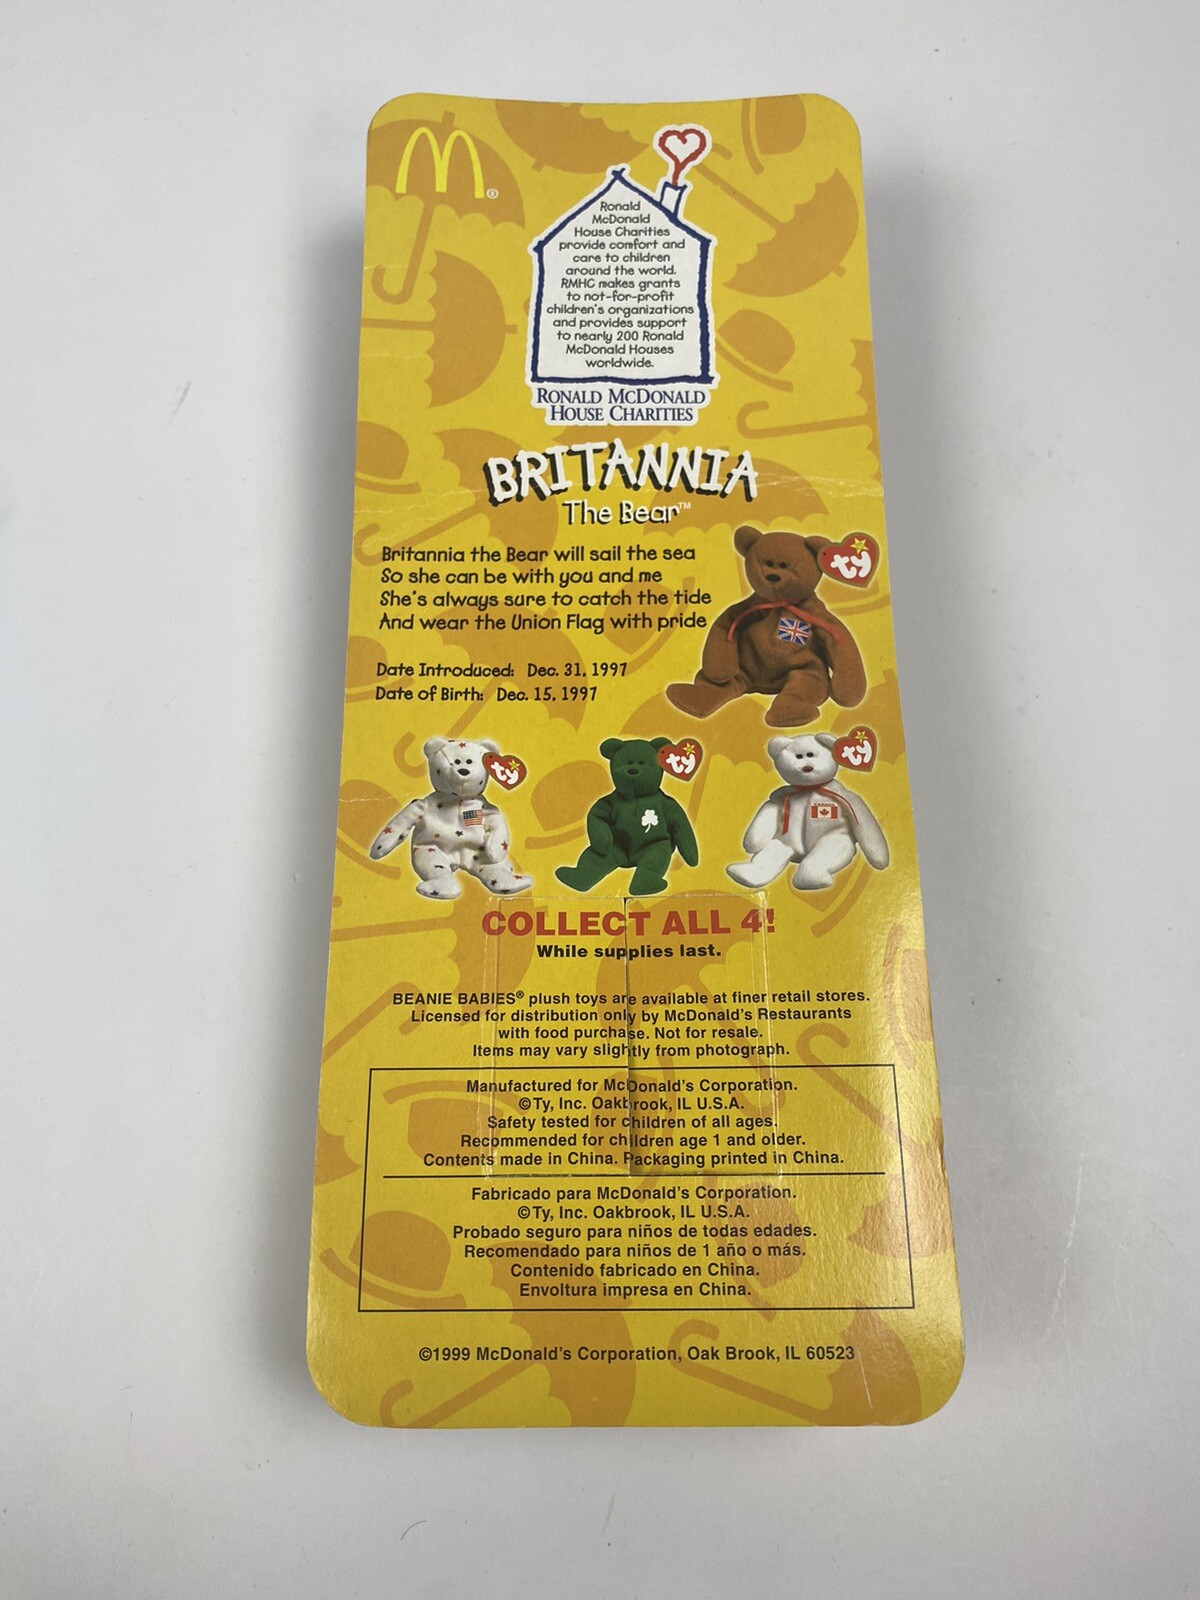 M®
Ronald
McDonald
House Charities
provide comfort and
care to children
around the world.
RMHC makes grants
to not-for-profit
children's organizations
and provides support
to nearly 200 Ronald
McDonald Houses
worldwide.
RONALD MCDONALD
HOUSE CHARITIES
BRITANNIA
The Bear™
Britannia the Bear will sail the sea
So she can be with you and me
She's always sure to catch the tide
And wear the Union Flag with pride
Date Introduced: Dec. 31, 1997
Date of Birth: Dec. 15, 1997
ty
ty
ty
ty
CANADA
COLLECT ALL 4!
While supplies last.
BEANIE BABIES® plush toys are available at finer retail stores.
Licensed for distribution only by McDonald's Restaurants
with food purchase. Not for resale.
Items may vary slightly from photograph.
Manufactured for McDonald's Corporation.
©Ty, Inc. Oakbrook, IL U.S.A.
Safety tested for children of all ages.
Recommended for children age 1 and older.
Contents made in China. Packaging printed in China.
Fabricado para McDonald's Corporation.
©Ty, Inc. Oakbrook, IL U.S.A.
Probado seguro para niños de todas edades.
Recomendado para niños de 1 año o más.
Contenido fabricado en China.
Envoltura impresa en China.
©1999 McDonald's Corporation, Oak Brook, IL 60523